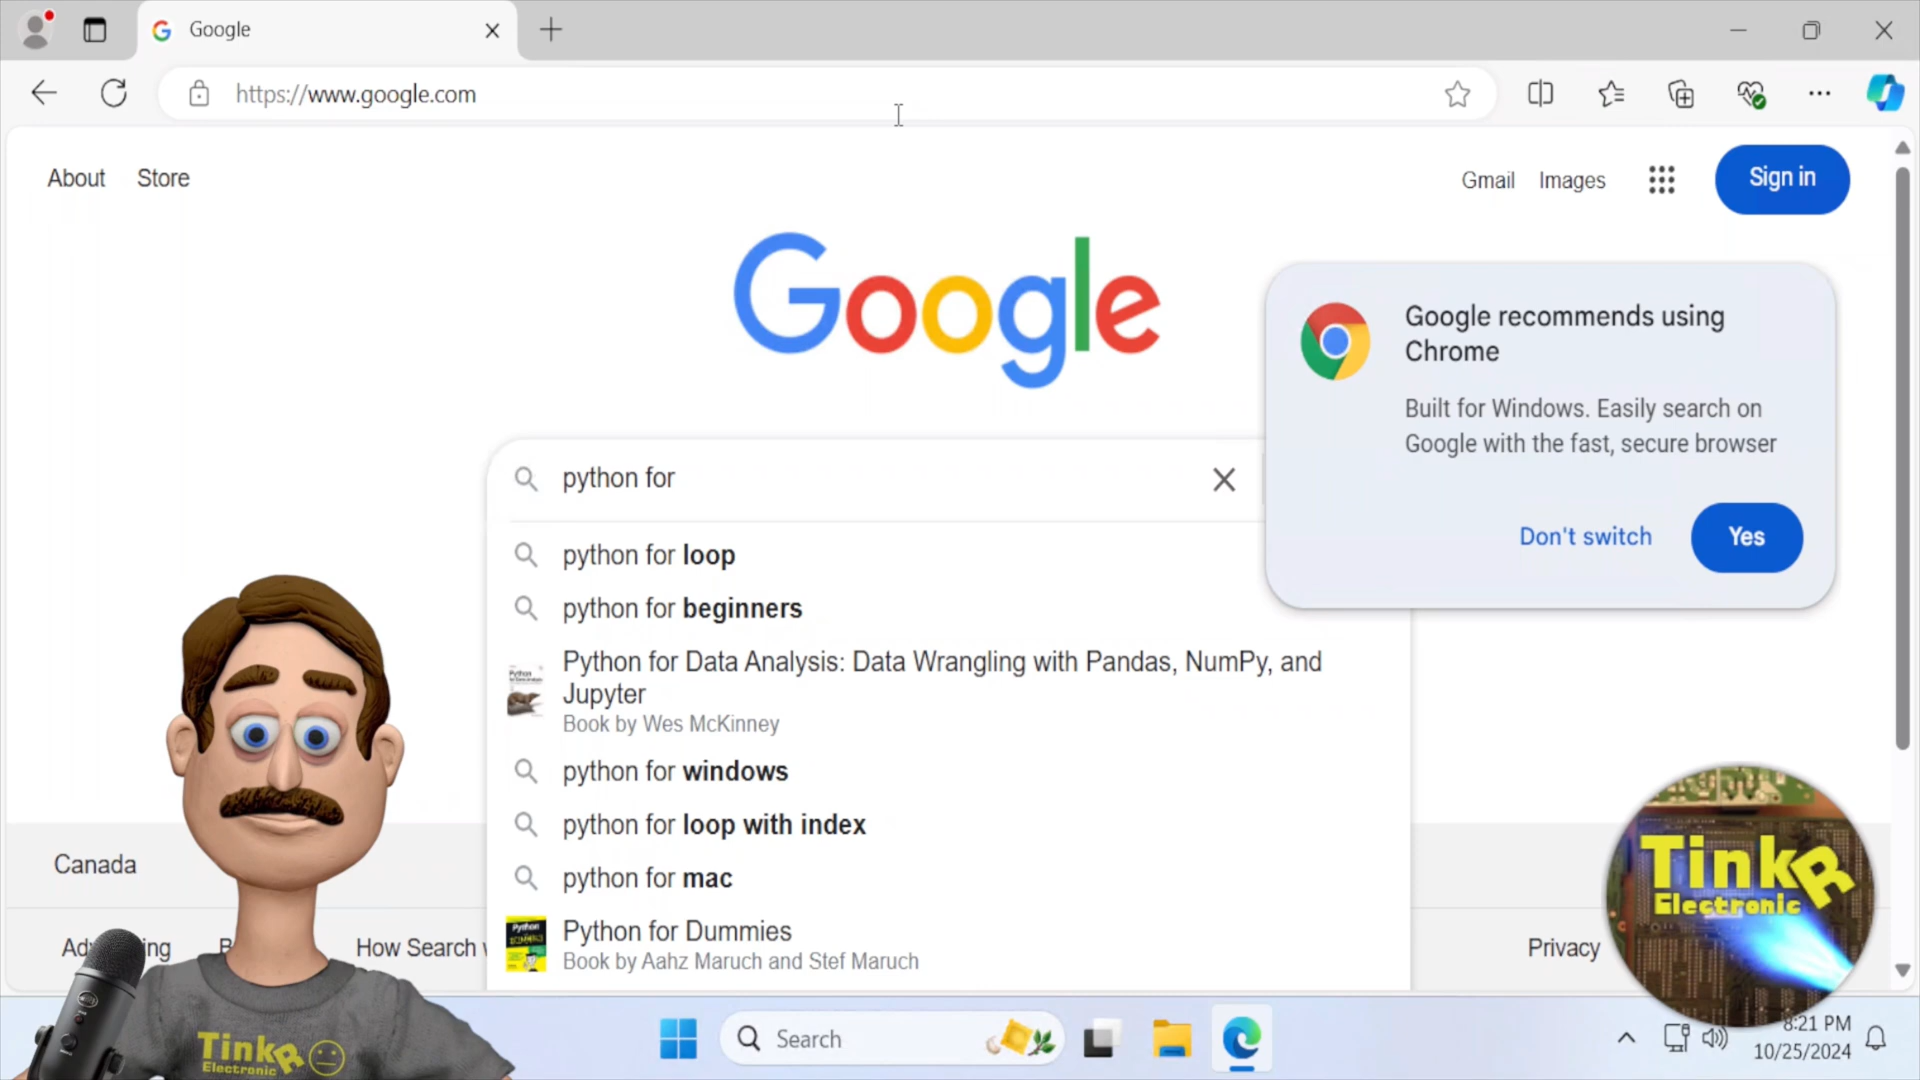 Google
https://www.google.com
About Store
Gmail Images
Sign in
Google
Google recommends using
Chrome
Built for Windows. Easily search on
Google with the fast, secure browser
Don't switch
Yes
python for
python for loop
python for beginners
Python for Data Analysis: Data Wrangling with Pandas, NumPy, and
Jupyter
Book by Wes McKinney
python for windows
python for loop with index
python for mac
Python for Dummies
Book by Aahz Maruch and Stef Maruch
Canada
How Search
Privacy
TinkR
Electronic
TinkR
Electronic
Search
8:21 PM
10/25/2024